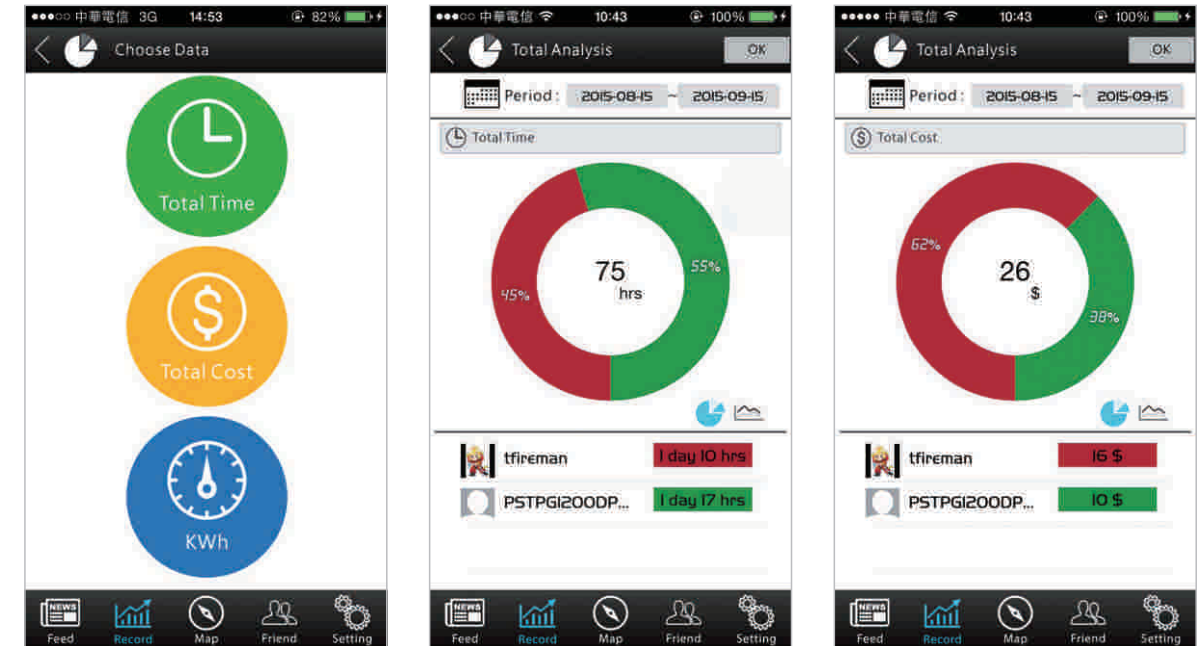 中華電信 3G 14:53 82%
Choose Data
Total Time
Total Cost
KWh
NEWS
Feed Record Map Friend Setting
中華電信 10:43 100%
Total Analysis OK
Period : 2015-08-15 ~ 2015-09-15
Total Time
55%
75
hrs
45%
tfireman 1 day 10 hrs
PSTPG1200DP... 1 day 17 hrs
NEWS
Feed Record Map Friend Setting
中華電信 10:43 100%
Total Analysis OK
Period : 2015-08-15 ~ 2015-09-15
$ Total Cost
62%
26
$
38%
tfireman 16 $
PSTPG1200DP... 10 $
NEWS
Feed Record Map Friend Setting